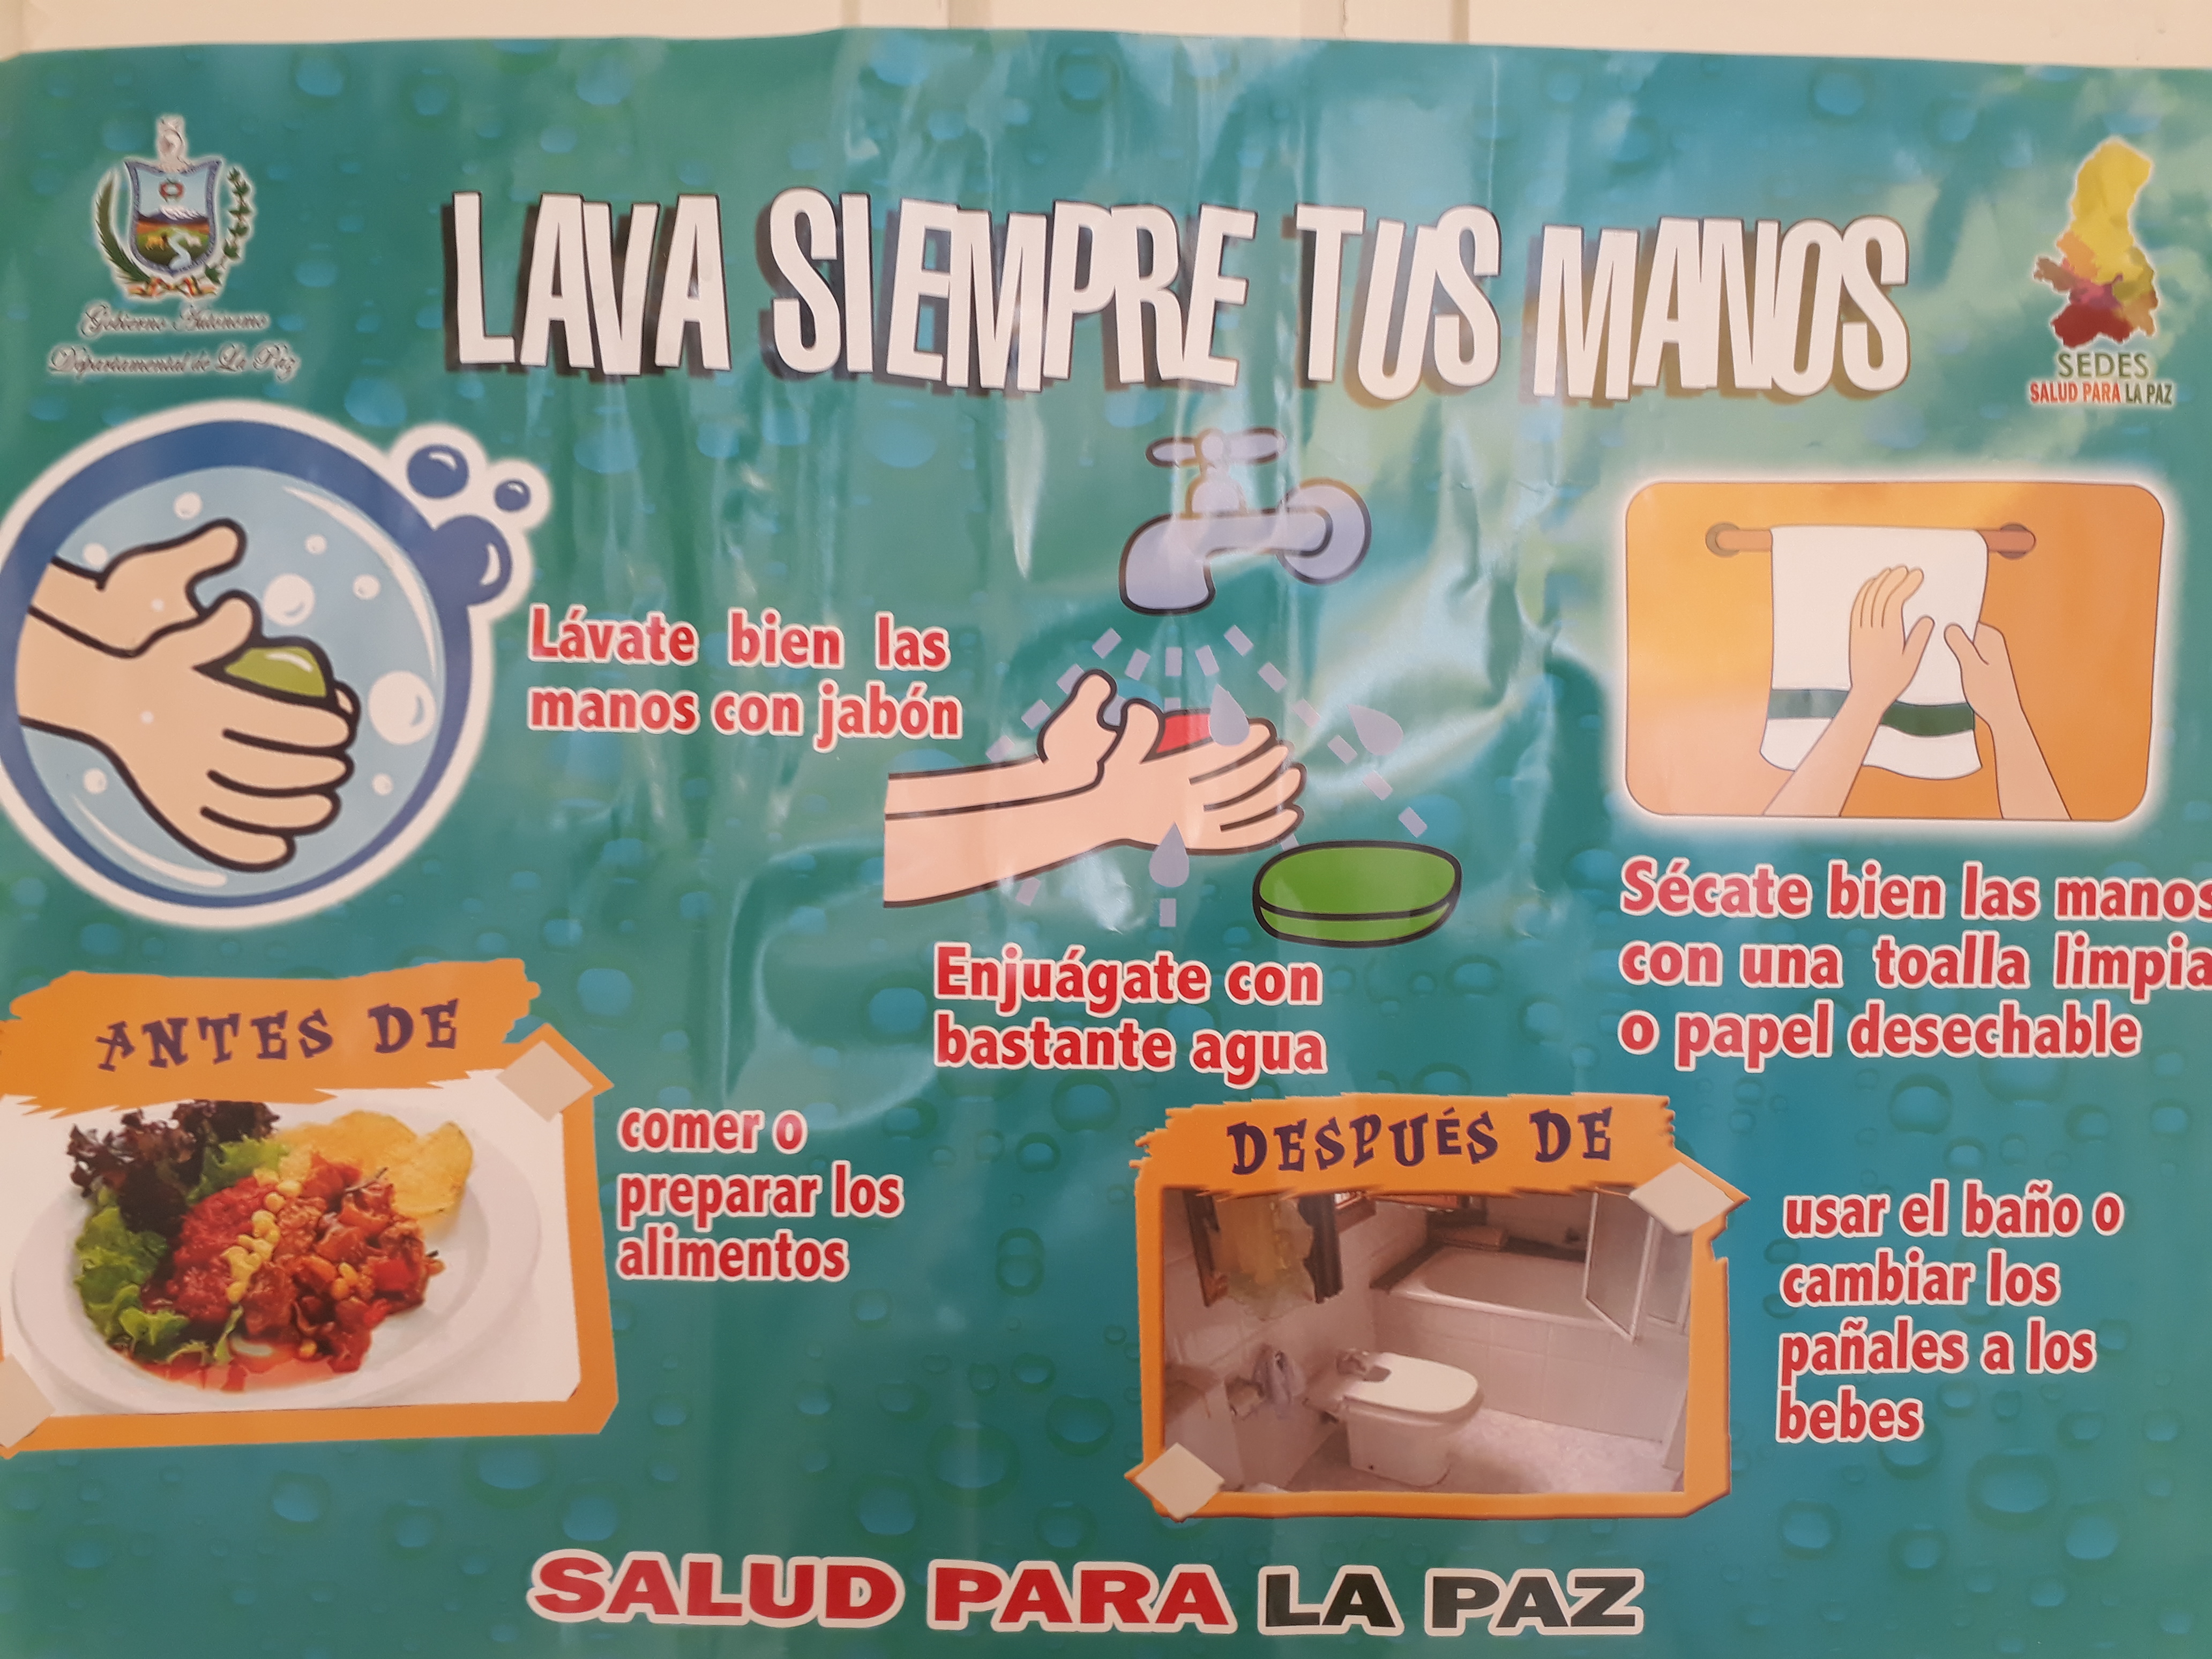 Gobierno Autonomo
Departamental de La Paz
LAVA SIEMPRE TUS MANOS
SEDES
SALUD PARA LA PAZ
Lávate bien las
manos con jabón
Enjuágate con
bastante agua
Sécate bien las manos
con una toalla limpia
o papel desechable
ANTES DE
comer o
preparar los
alimentos
DESPUÉS DE
usar el baño o
cambiar los
pañales a los
bebes
SALUD PARA LA PAZ